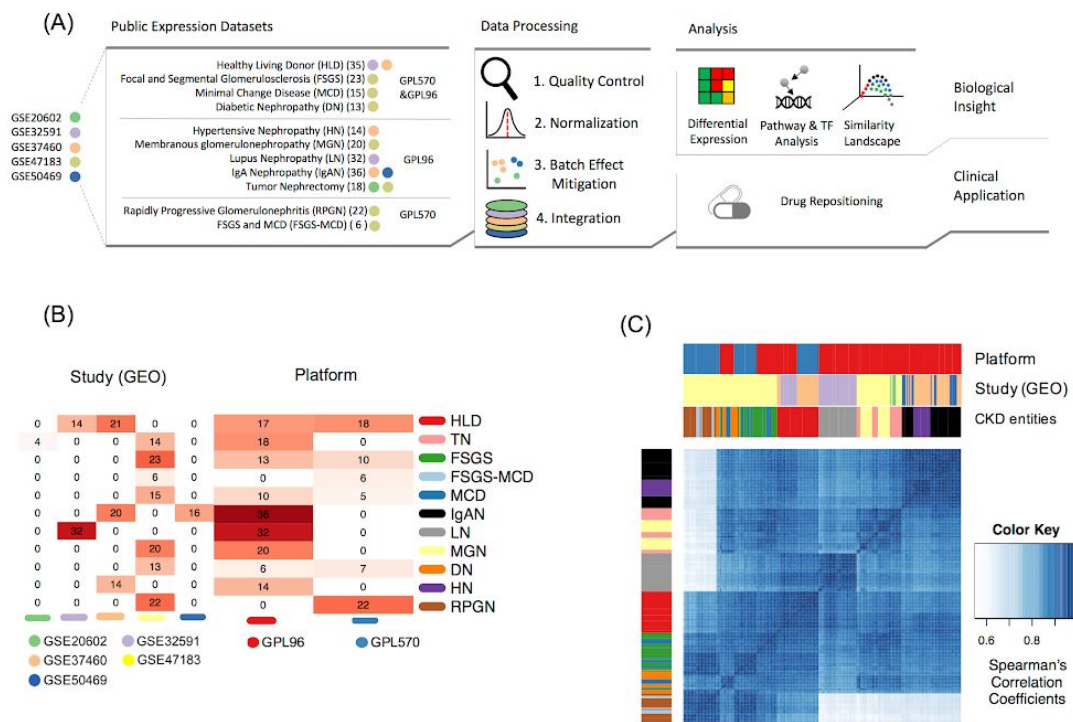 (A)
Public Expression Datasets
Data Processing
Analysis
GSE20602
GSE32591
GSE37460
GSE47183
GSE50469
Healthy Living Donor (HLD) (35)
Focal and Segmental Glomerulosclerosis (FSGS) (23)
Minimal Change Disease (MCD) (15)
Diabetic Nephropathy (DN) (13)
GPL570
&GPL96
Hypertensive Nephropathy (HN) (14)
Membranous glomerulonephropathy (MGN) (20)
Lupus Nephropathy (LN) (32)
IgA Nephropathy (IgAN) (36)
Tumor Nephrectomy (18)
GPL96
Rapidly Progressive Glomerulonephritis (RPGN) (22)
FSGS and MCD (FSGS-MCD) ( 6)
GPL570
1. Quality Control
2. Normalization
3. Batch Effect
Mitigation
4. Integration
Differential
Expression
Pathway & TF
Analysis
Similarity
Landscape
Biological
Insight
Drug Repositioning
Clinical
Application
(B)
Study (GEO)
Platform
0 14 21 0 0 17 18 HLD
4 0 0 14 0 18 0 TN
0 0 0 23 0 13 10 FSGS
0 0 0 6 0 0 6 FSGS-MCD
0 0 0 15 0 10 5 MCD
0 0 20 0 16 36 0 IgAN
0 32 0 0 0 32 0 LN
0 0 0 20 0 20 0 MGN
0 0 0 13 0 6 7 DN
0 0 14 0 0 14 0 HN
0 0 0 22 0 0 22 RPGN
GSE20602
GSE32591
GSE37460
GSE47183
GSE50469
GPL96
GPL570
(C)
Platform
Study (GEO)
CKD entities
Color Key
0.6 0.8
Spearman's
Correlation
Coefficients